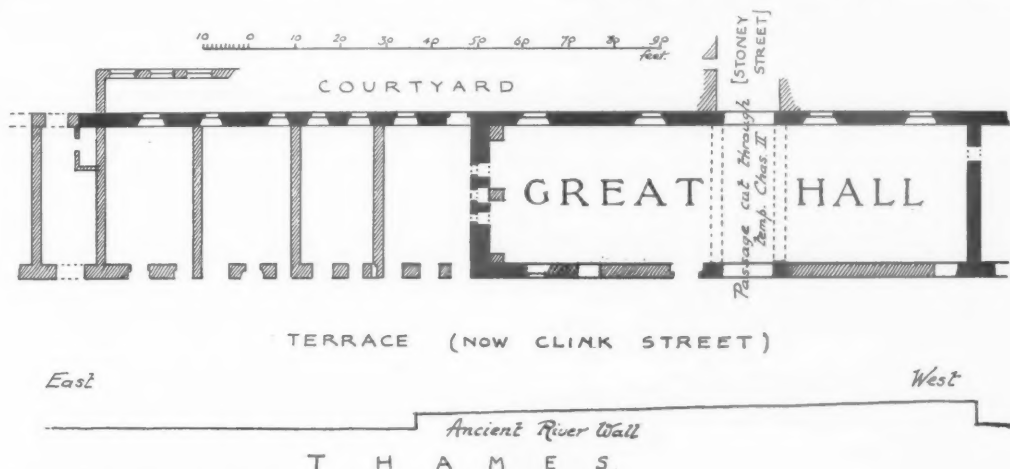 10 0 10 20 30 40 50 60 70 80 90
feet.
COURTYARD
Passage cut through [STONEY
STREET]
temp. Chas. II
GREAT HALL
TERRACE (NOW CLINK STREET)
East
West
Ancient River Wall
THAMES